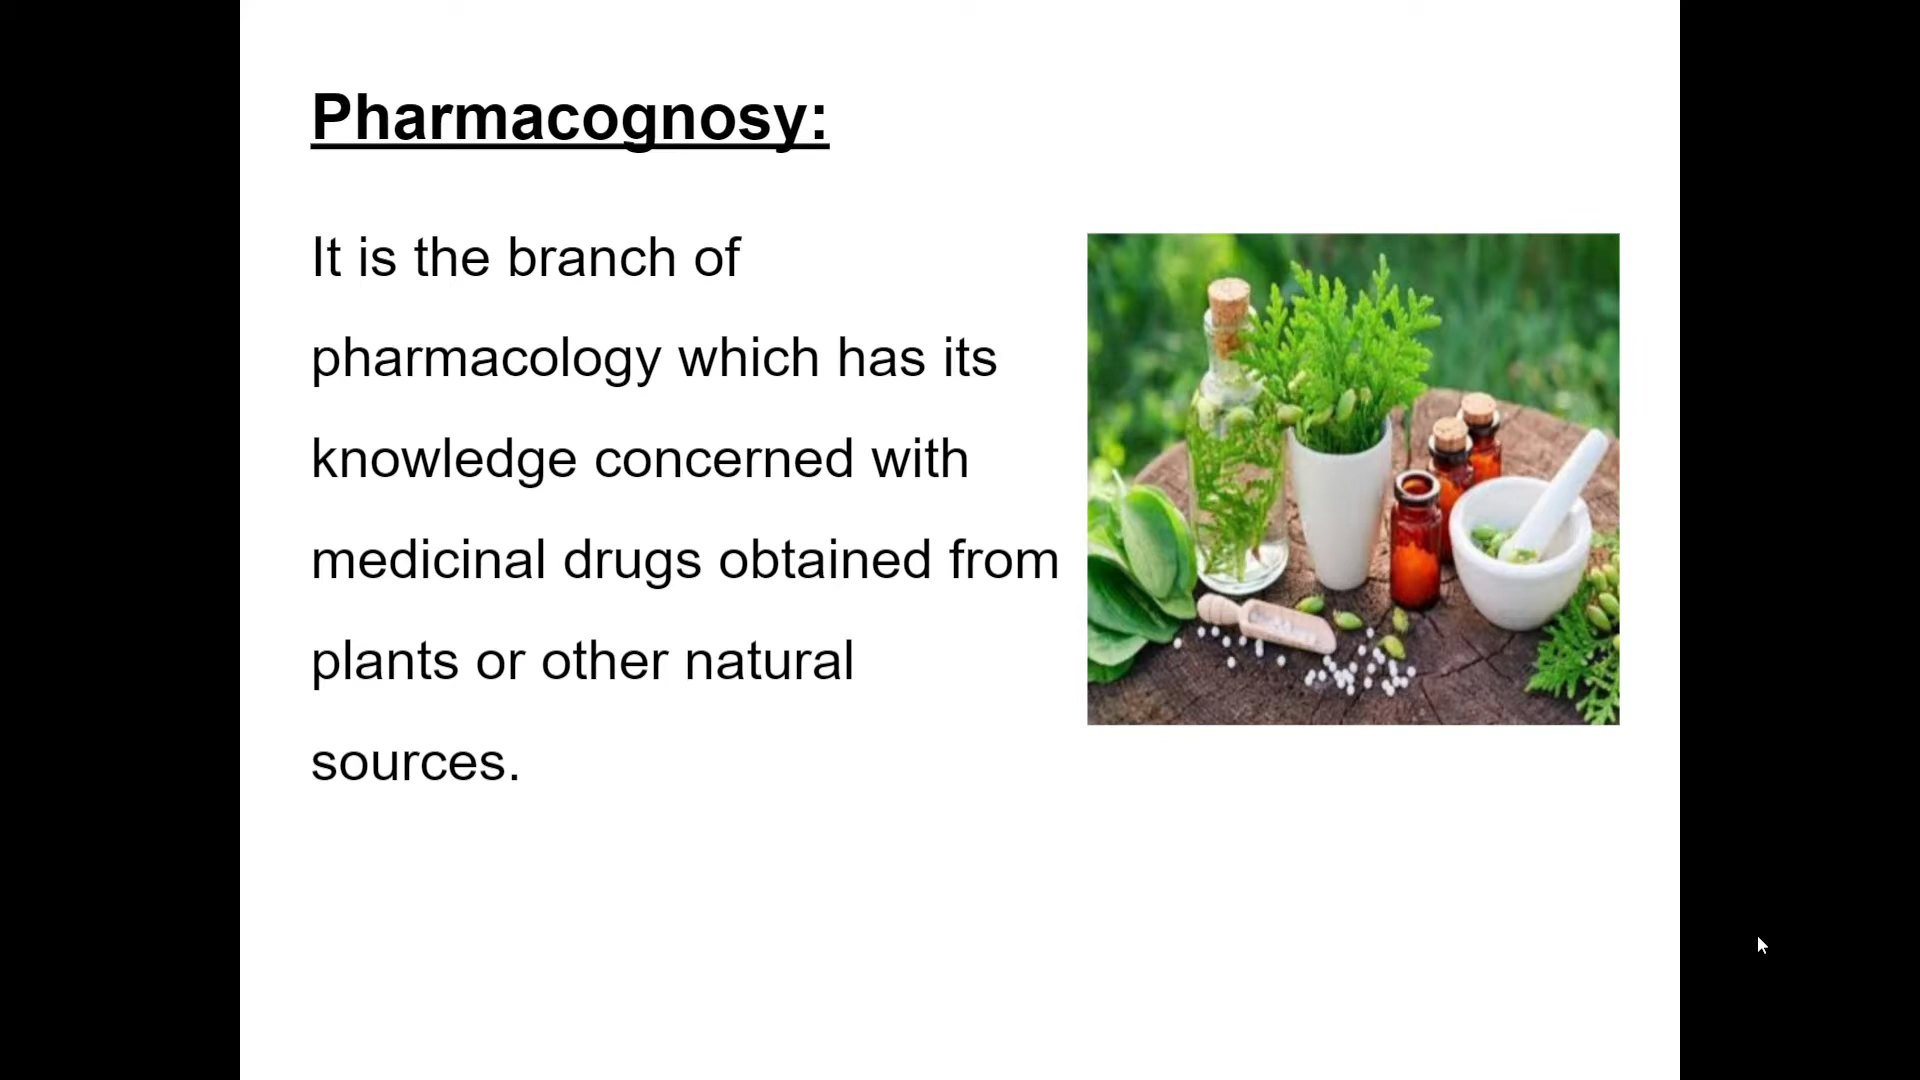 Pharmacognosy:
It is the branch of
pharmacology which has its
knowledge concerned with
medicinal drugs obtained from
plants or other natural
sources.